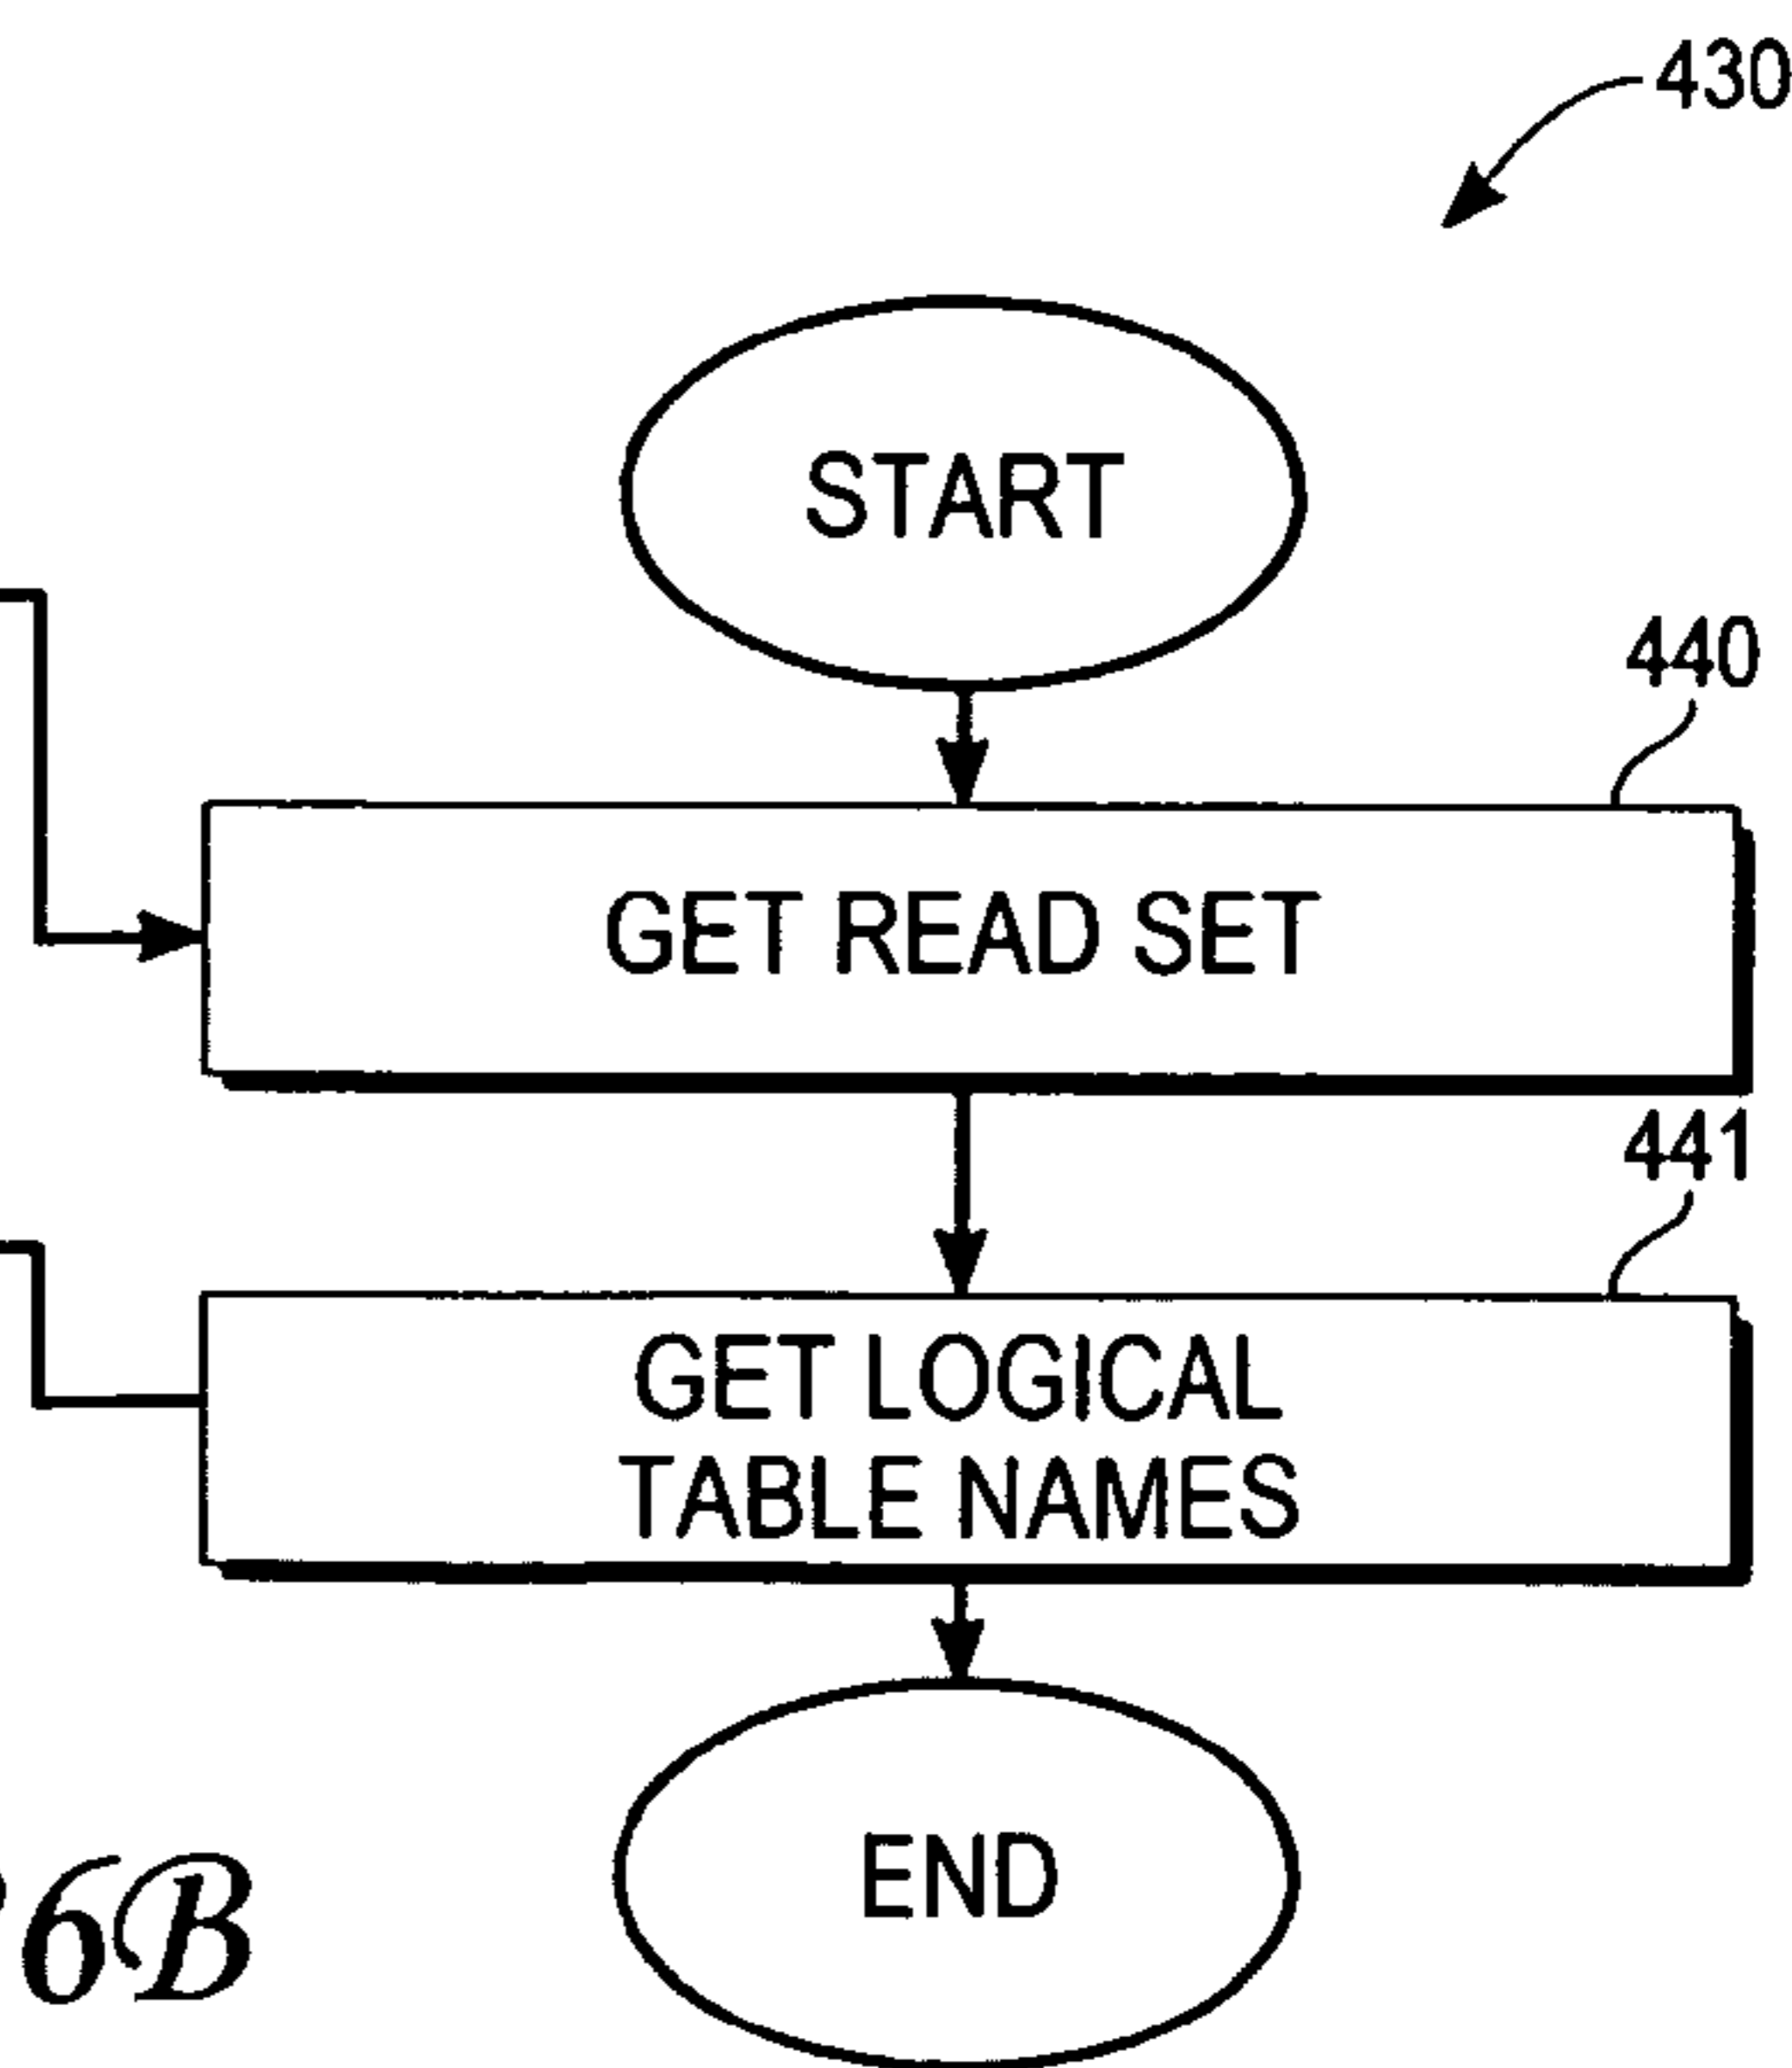 430
START
440
GET READ SET
441
GET LOGICAL
TABLE NAMES
END
6B